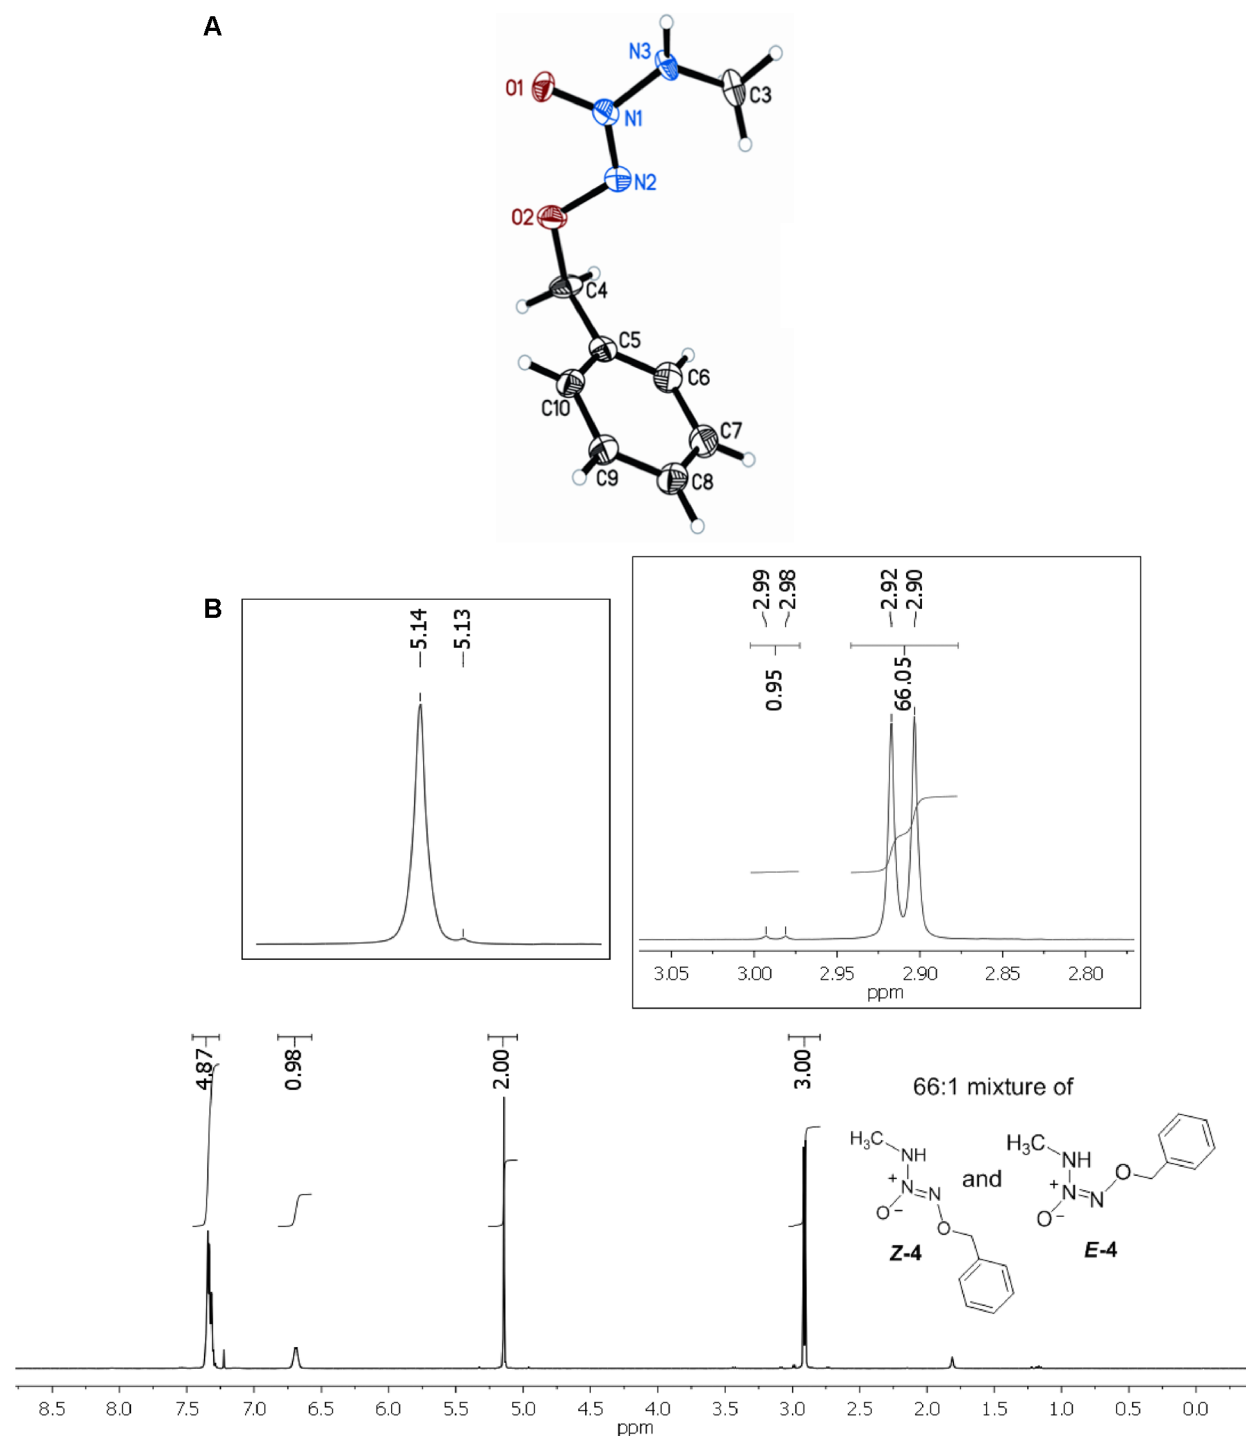 A
O1
N3
N1
C3
N2
O2
C4
C5
C6
C10
C7
C9
C8
B
5.14
5.13
2.99
2.98
2.92
2.90
0.95
66.05
3.05 3.00 2.95 2.90 2.85 2.80
ppm
4.87
0.98
2.00
3.00
66:1 mixture of
H3C
NH
+
N
N
O−
O
Z-4
and
H3C
NH
+
N
N
O−
O
E-4
8.5 8.0 7.5 7.0 6.5 6.0 5.5 5.0 4.5 4.0 3.5 3.0 2.5 2.0 1.5 1.0 0.5 0.0
ppm